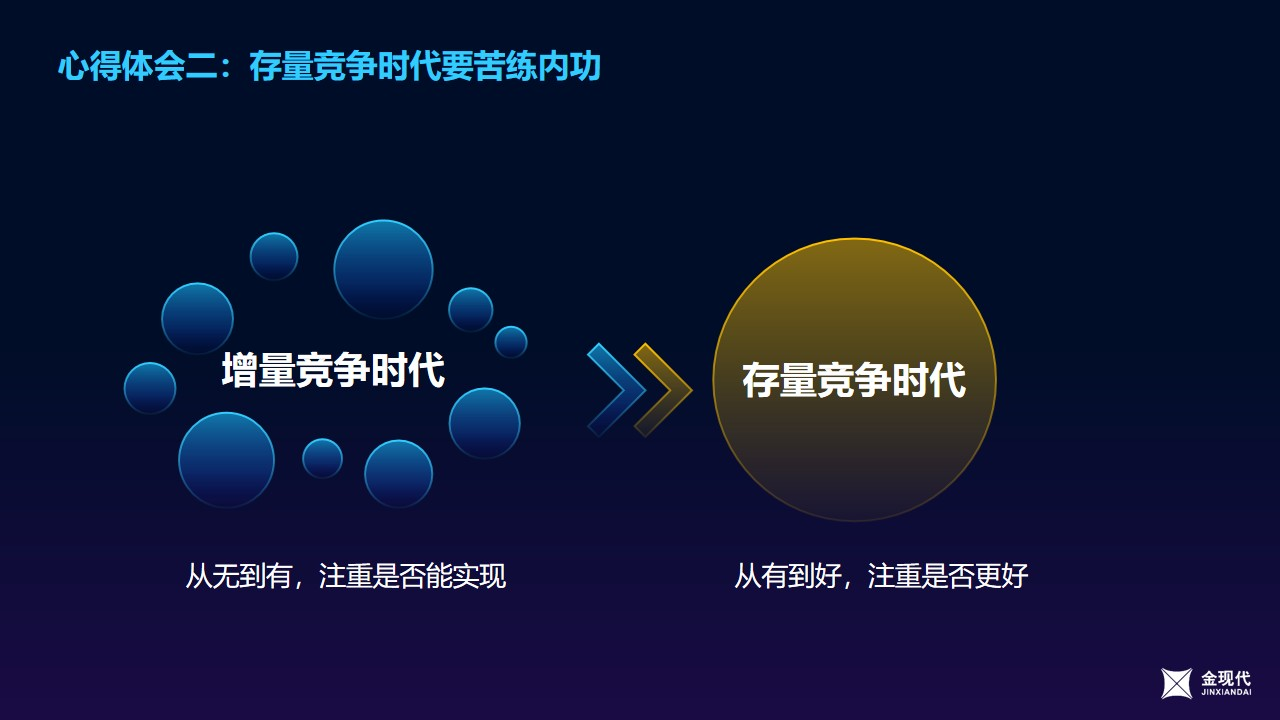 心得体会二：存量竞争时代要苦练内功
增量竞争时代
存量竞争时代
从无到有，注重是否能实现
从有到好，注重是否更好
金现代
JINXIANDAI